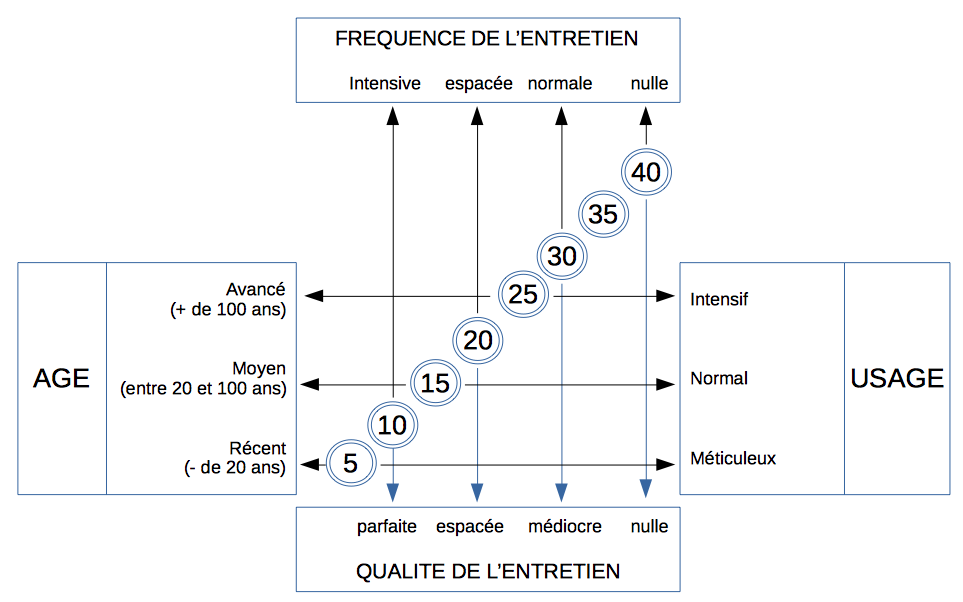 FREQUENCE DE L'ENTRETIEN
Intensive espacée normale nulle
40
35
30
25
20
15
10
5
AGE
Avancé
(+ de 100 ans)
Moyen
(entre 20 et 100 ans)
Récent
(- de 20 ans)
Intensif
Normal
Méticuleux
USAGE
parfaite espacée médiocre nulle
QUALITE DE L'ENTRETIEN